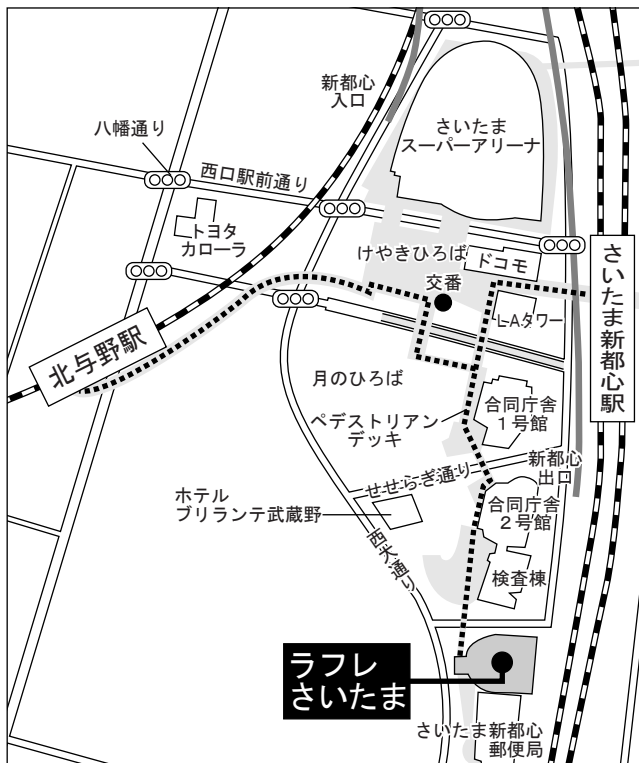 新都心
入口
八幡通り
さいたま
スーパーアリーナ
西口駅前通り
トヨタ
カローラ
けやきひろば
ドコモ
交番
さいたま新都心駅
L・Aタワー
北与野駅
月のひろば
合同庁舎
1号館
ペデストリアン
デッキ
せせらぎ通り
新都心
出口
ホテル
ブリランテ武蔵野
合同庁舎
2号館
西大通り
検査棟
ラフレ
さいたま
さいたま新都心
郵便局